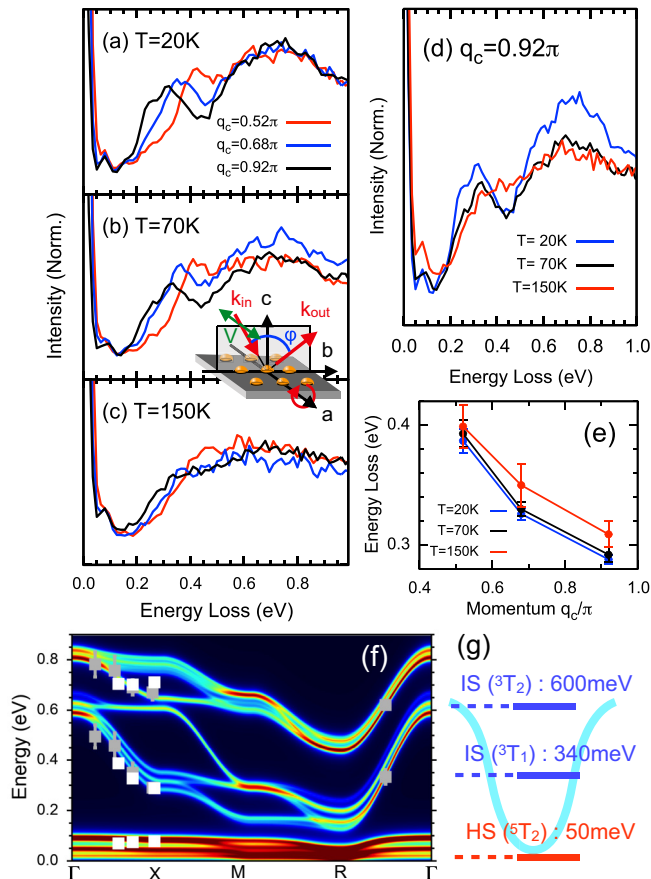 (a) T=20K
q_c=0.52π
q_c=0.68π
q_c=0.92π
Intensity (Norm.)
(b) T=70K
k_in
c
k_out
V
φ
b
a
(c) T=150K
0.0 0.2 0.4 0.6 0.8
Energy Loss (eV)
(d) q_c=0.92π
Intensity (Norm.)
T= 20K
T= 70K
T=150K
0.0 0.2 0.4 0.6 0.8 1.0
Energy Loss (eV)
(e)
Energy Loss (eV)
0.4
0.3
T=20K
T=70K
T=150K
0.4 0.6 0.8 1.0
Momentum q_c/π
(f)
Energy (eV)
0.8
0.6
0.4
0.2
0.0
Γ X M R Γ
(g)
IS (³T₂) : 600meV
IS (³T₁) : 340meV
HS (⁵T₂) : 50meV